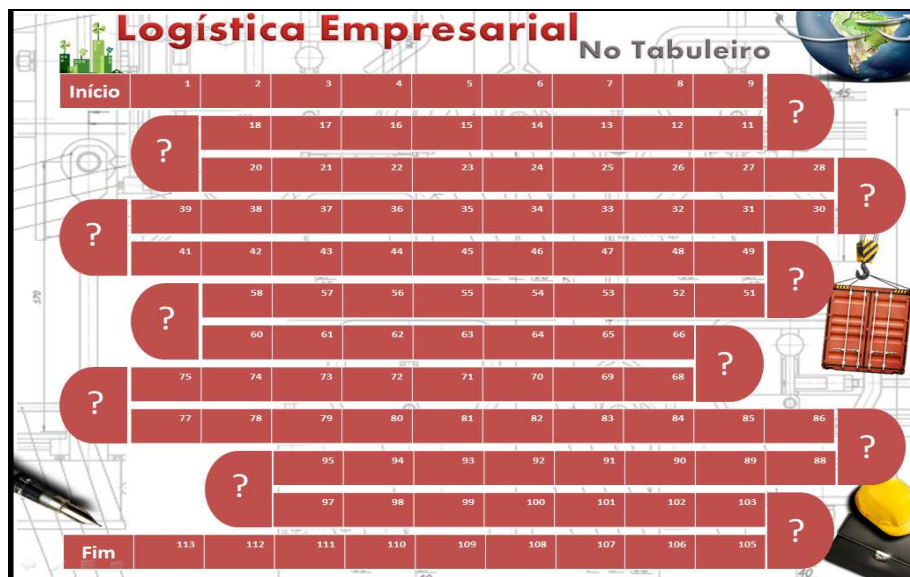 Logística Empresarial
No Tabuleiro
Início 1 2 3 4 5 6 7 8 9
?
18 17 16 15 14 13 12 11
?
20 21 22 23 24 25 26 27 28
?
39 38 37 36 35 34 33 32 31 30
?
41 42 43 44 45 46 47 48 49
?
58 57 56 55 54 53 52 51
?
60 61 62 63 64 65 66
?
75 74 73 72 71 70 69 68
?
77 78 79 80 81 82 83 84 85 86
?
95 94 93 92 91 90 89 88
?
97 98 99 100 101 102 103
?
Fim 113 112 111 110 109 108 107 106 105
570
40